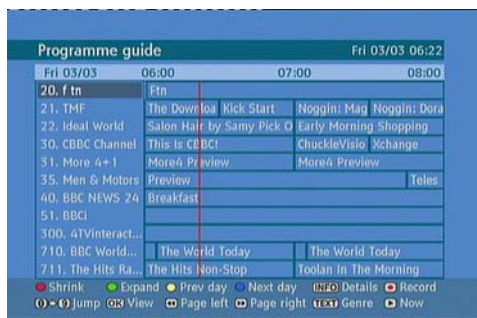 Programme guide Fri 03/03 06:22
Fri 03/03 06:00 07:00 08:00
20. f tn Ftn
21. TMF The Downloa Kick Start Noggin: Mag Noggin: Dora
22. Ideal World Salon Hair by Samy Pick O Early Morning Shopping
30. CBBC Channel This Is CBBC! ChuckleVisio Xchange
31. More 4+1 More4 Preview More4 Preview
35. Men & Motors Preview Teles
40. BBC NEWS 24 Breakfast
51. BBCi
300. 4TVinteract...
710. BBC World... The World Today The World Today
711. The Hits Ra... The Hits Non-Stop Toolan In The Morning
Shrink Expand Prev day Next day INFO Details Record
0 - 9 Jump OK View Page left Page right TEXT Genre Now